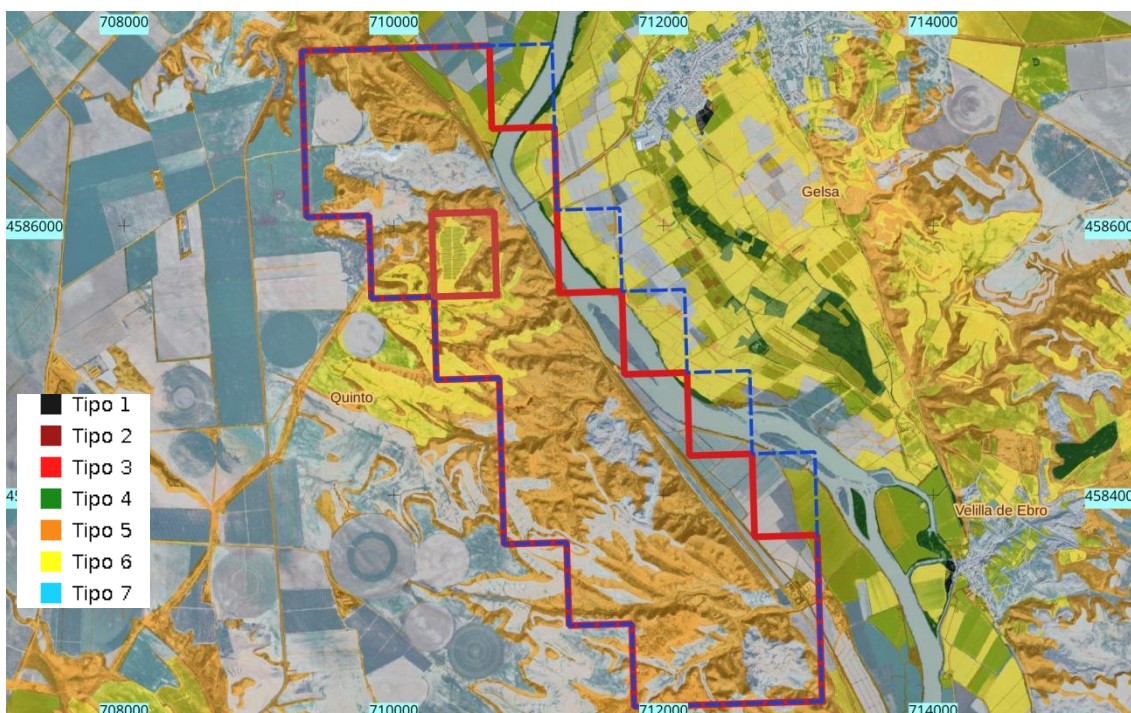 708000
710000
712000
714000
Gelsa
4586000
4586000
Quinto
Tipo 1
Tipo 2
Tipo 3
Tipo 4
Tipo 5
Tipo 6
Tipo 7
4584000
Velilla de Ebro
708000
710000
712000
714000